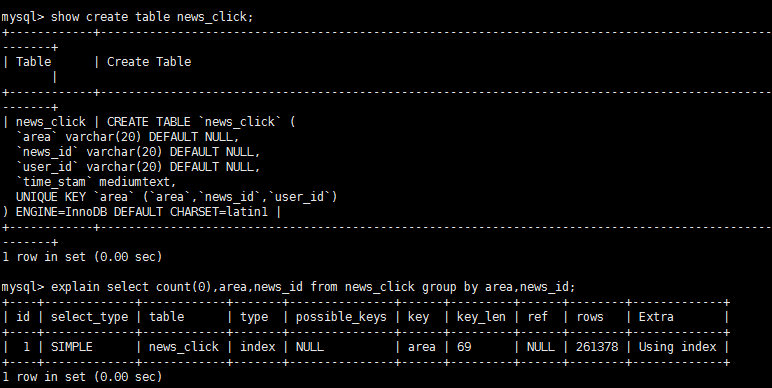 mysql> show create table news_click;
+------------+-----------------------------------------------------------------------------------------------
-------+
| Table      | Create Table
       |
+------------+-----------------------------------------------------------------------------------------------
-------+
| news_click | CREATE TABLE `news_click` (
  `area` varchar(20) DEFAULT NULL,
  `news_id` varchar(20) DEFAULT NULL,
  `user_id` varchar(20) DEFAULT NULL,
  `time_stam` mediumtext,
  UNIQUE KEY `area` (`area`,`news_id`,`user_id`)
) ENGINE=InnoDB DEFAULT CHARSET=latin1 |
+------------+-----------------------------------------------------------------------------------------------
-------+
1 row in set (0.00 sec)

mysql> explain select count(0),area,news_id from news_click group by area,news_id;
+----+-------------+------------+-------+---------------+------+---------+------+--------+-------------+
| id | select_type | table      | type  | possible_keys | key  | key_len | ref  | rows   | Extra       |
+----+-------------+------------+-------+---------------+------+---------+------+--------+-------------+
|  1 | SIMPLE      | news_click | index | NULL          | area | 69      | NULL | 261378 | Using index |
+----+-------------+------------+-------+---------------+------+---------+------+--------+-------------+
1 row in set (0.00 sec)